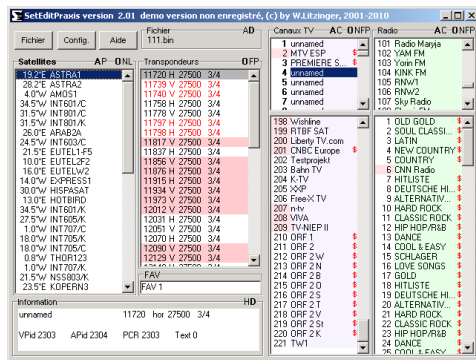 SetEditPraxis version 2.01 demo version non enregistré, (c) by W.Litzinger, 2001-2010
Fichier
Config.
Aide
Fichier AD
111.bin
Satellites AP ONL
19.2°E ASTRA1
28.2°E ASTRA2
4.0°W AMOS1
34.5°W INT601/C
31.5°W INT801/C
31.5°W INT801/K
26.0°E ARAB2A
24.5°W INT603/C
21.5°E EUTEL1-F5
10.0°E EUTEL2F2
16.0°E EUTELW2
14.0°W EXPRESS1
30.0°W HISPASAT
13.0°E HOTBIRD
34.5°W INT601/K
27.5°W INT605/K
1.0°W INT707/C
18.0°W INT705/K
18.0°W INT705/C
0.8°W THOR123
1.0°W INT707/K
21.5°W NSS803/K
23.5°E KOPERN3
Transpondeurs OFP
11720 H 27500 3/4
11739 V 27500 3/4
11740 V 27500 3/4
11756 H 27500 3/4
11778 V 27500 3/4
11797 H 27500 3/4
11798 H 27500 3/4
11817 V 27500 3/4
11837 H 27500 3/4
11856 V 27500 3/4
11876 H 27500 3/4
11915 H 27500 3/4
11934 V 27500 3/4
11973 V 27500 3/4
12012 V 27500 3/4
12031 H 27500 3/4
12051 V 27500 3/4
12070 H 27500 3/4
12090 V 27500 3/4
12129 V 27500 3/4
FAV
FAV 1
Canaux TV AC ONFP
1 unnamed
2 MTV ESP $
3 PREMIERE S... $
4 unnamed
5 unnamed
6 unnamed
7 unnamed
198 Wishline
199 RTBF SAT
200 Liberty TV.com
201 CNBC Europe $
202 Testprojekt
203 Bahn TV
204 K-TV
205 XXP
206 Free-X TV
207 n-tv
208 VIVA
209 TV-NIEP II
210 ORF 1 $
211 ORF 2 $
212 ORF 2 W $
213 ORF 2 K $
214 ORF 2 B $
215 ORF 2 O $
216 ORF 2 S $
217 ORF 2 T $
218 ORF 2 V $
219 ORF 2 St $
220 ORF 2 K $
221 TW1
Radio AC ONFP
101 Radio Maryja
102 YAM FM
103 Yorin FM
104 KINK FM
105 RNW1
106 RNW2
107 Sky Radio
1 OLD GOLD $
2 SOUL CLASSI... $
3 LATIN $
4 NEW COUNTRY $
5 COUNTRY $
6 CNN Radio
7 HITLISTE $
8 DEUTSCHE HI... $
9 ALTERNATIV... $
10 HARD ROCK $
11 CLASSIC ROCK $
12 HIP HOP/R&B $
13 DANCE $
14 COOL & EASY $
15 SCHLAGER $
16 LOVE SONGS $
17 GOLD $
18 HITLISTE $
19 DEUTSCHE HI... $
20 ALTERNATIV... $
21 HARD ROCK $
22 CLASSIC ROCK $
23 HIP HOP/R&B $
24 DANCE $
25 COOL & EASY $
Information HD
unnamed 11720 hor 27500 3/4
VPid 2303 APid 2304 PCR 2303 Text 0